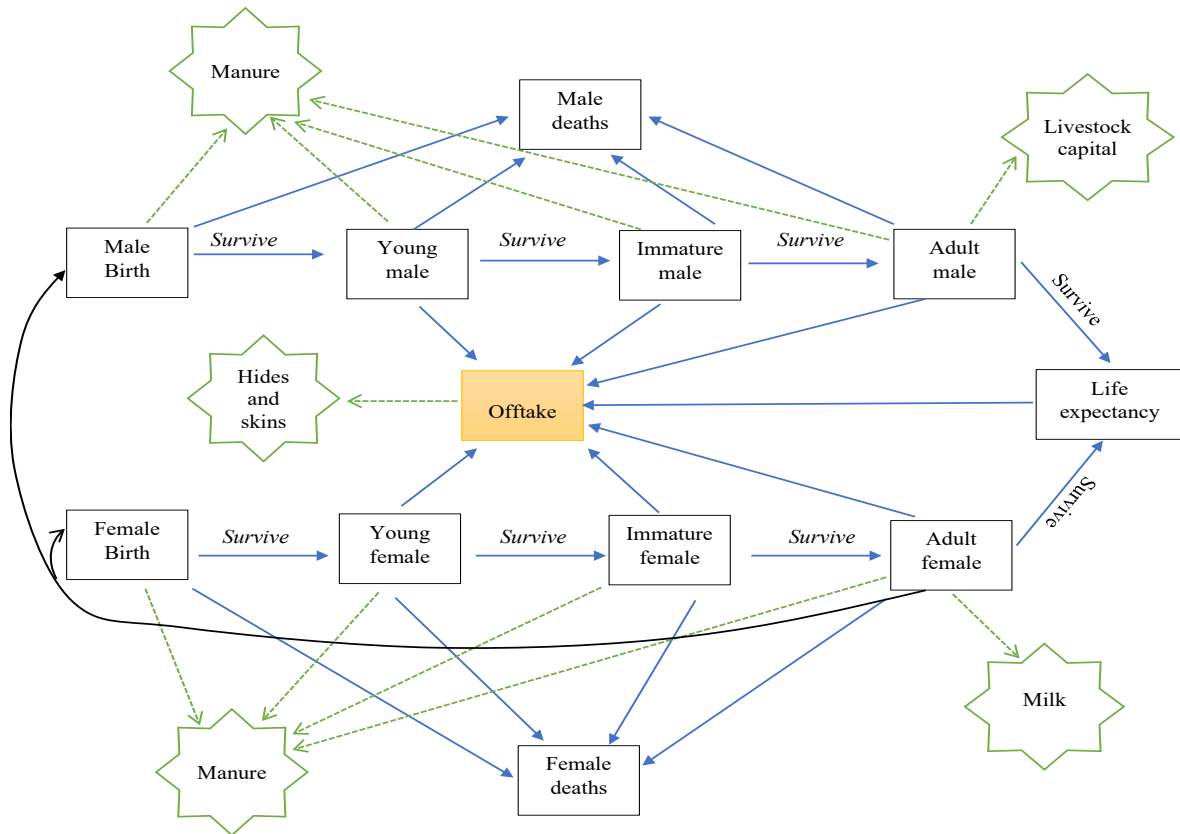 Manure
Male
deaths
Livestock
capital
Male
Birth
Survive
Young
male
Survive
Immature
male
Survive
Adult
male
Survive
Hides
and
skins
Offtake
Life
expectancy
Female
Birth
Survive
Young
female
Survive
Immature
female
Survive
Adult
female
Survive
Manure
Female
deaths
Milk